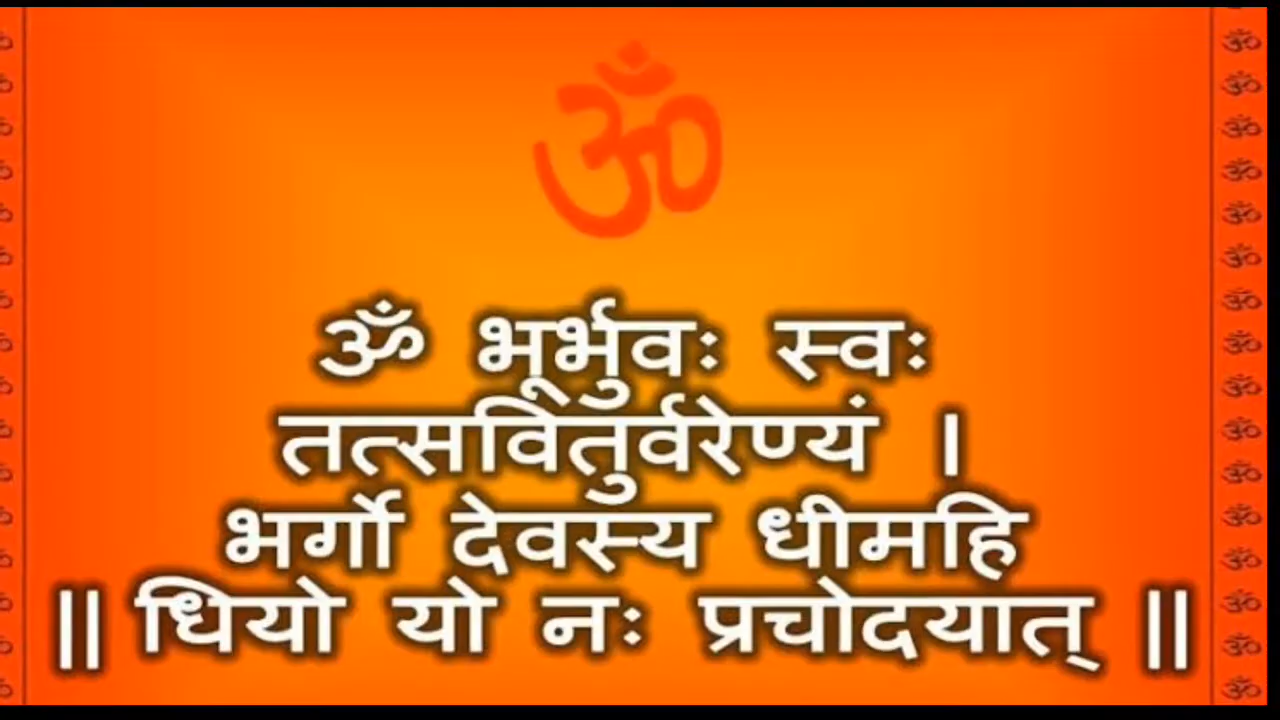 ॐ
ॐ भूर्भुवः स्वः
तत्सवितुर्वरेण्यं ।
भर्गो देवस्य धीमहि
॥ धियो यो नः प्रचोदयात् ॥